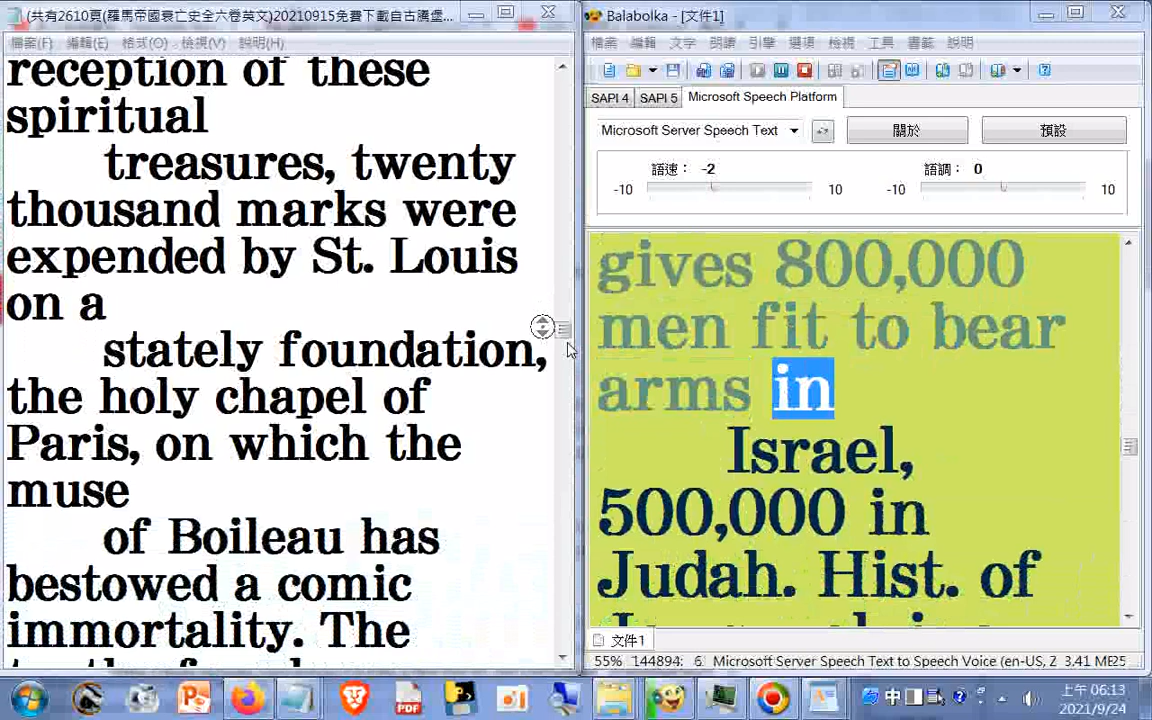 (共有2610頁(羅馬帝國衰亡史全六卷英文)20210915免費下載自古騰堡...
檔案(F) 編輯(E) 格式(O) 檢視(V) 說明(H)
reception of these
spiritual
treasures, twenty
thousand marks were
expended by St. Louis
on a
stately foundation,
the holy chapel of
Paris, on which the
muse
of Boileau has
bestowed a comic
immortality. The
Balabolka - [文件1]
檔案 編輯 文字 朗讀 引擎 選項 檢視 工具 書籤 說明
SAPI 4 SAPI 5 Microsoft Speech Platform
Microsoft Server Speech Text 關於 預設
語速： -2 語調： 0
-10 10 -10 10
gives 800,000
men fit to bear
arms in
Israel,
500,000 in
Judah. Hist. of
文件1
55% 144894: 6 Microsoft Server Speech Text to Speech Voice (en-US, Z 3,41 ME25
中
上午 06:13
2021/9/24